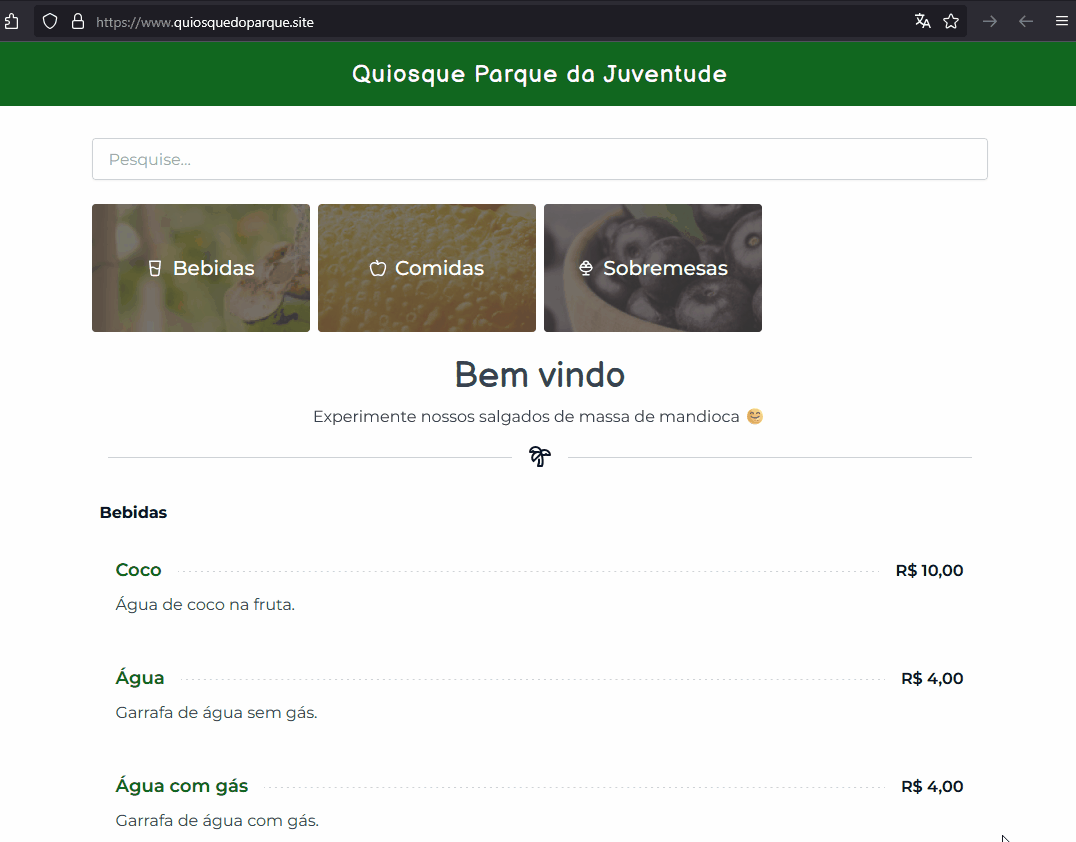 https://www.quiosquedoparque.site
Quiosque Parque da Juventude
Pesquise...
Bebidas
Comidas
Sobremesas
Bem vindo
Experimente nossos salgados de massa de mandioca 😊
Bebidas
Coco R$ 10,00
Água de coco na fruta.
Água R$ 4,00
Garrafa de água sem gás.
Água com gás R$ 4,00
Garrafa de água com gás.